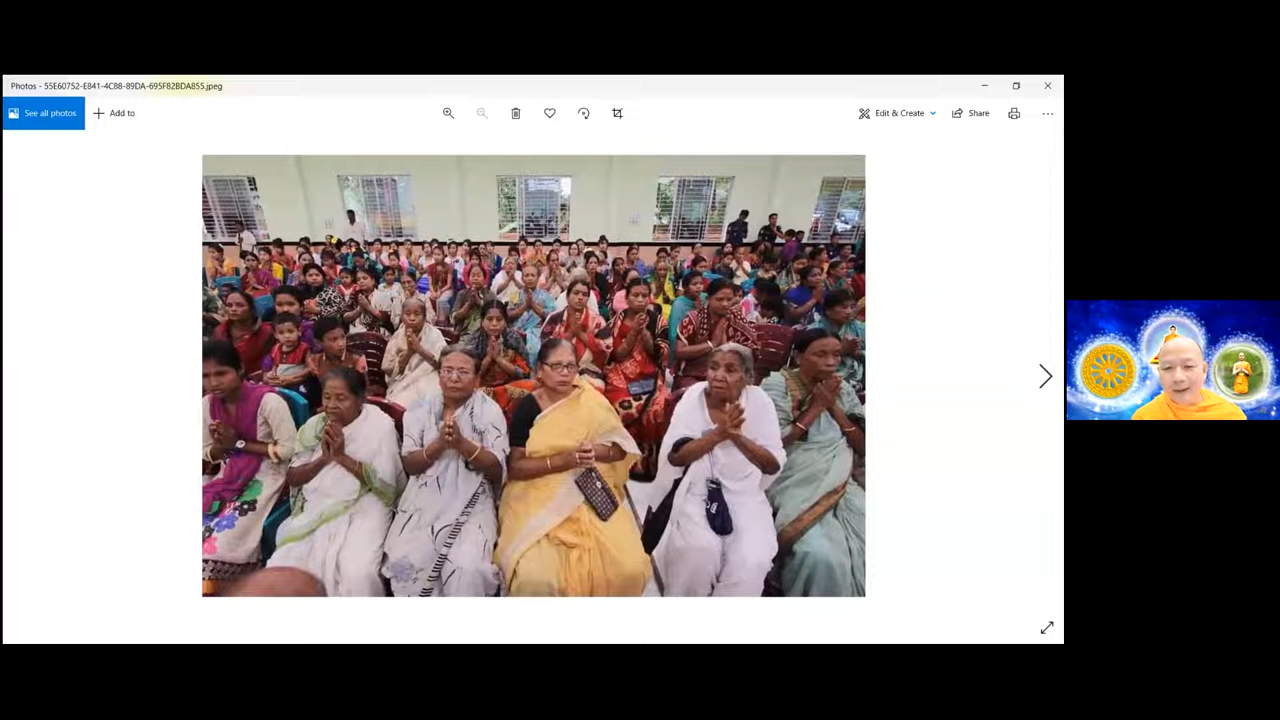 Photos - 55E60752-E841-4C88-89DA-695F82BDA855.jpeg
See all photos
Add to
Edit & Create
Share